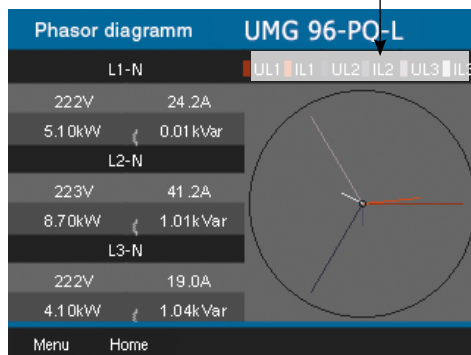 Phasor diagramm UMG 96-PQ-L
L1-N UL1 IL1 UL2 IL2 UL3 IL3
222V 24.2A
5.10kW 0.01kVar
L2-N
223V 41.2A
8.70kW 1.01kVar
L3-N
222V 19.0A
4.10kW 1.04kVar
Menu Home